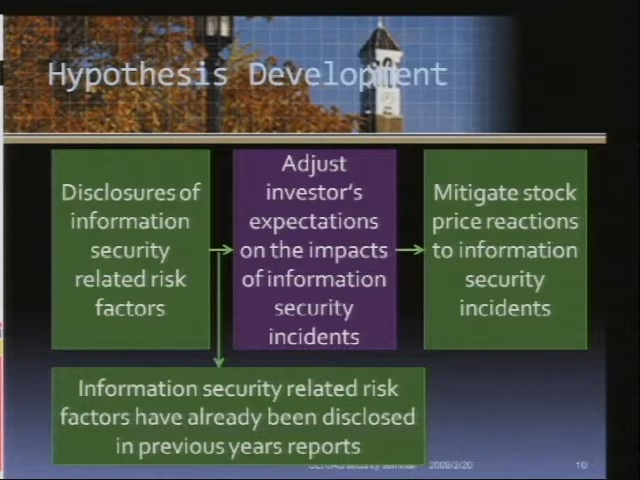 Hypothesis Development
Disclosures of
information
security
related risk
factors
Adjust
investor's
expectations
on the impacts
of information
security
incidents
Mitigate stock
price reactions
to information
security
incidents
Information security related risk
factors have already been disclosed
in previous years reports
security seminar 2008/2/20
10